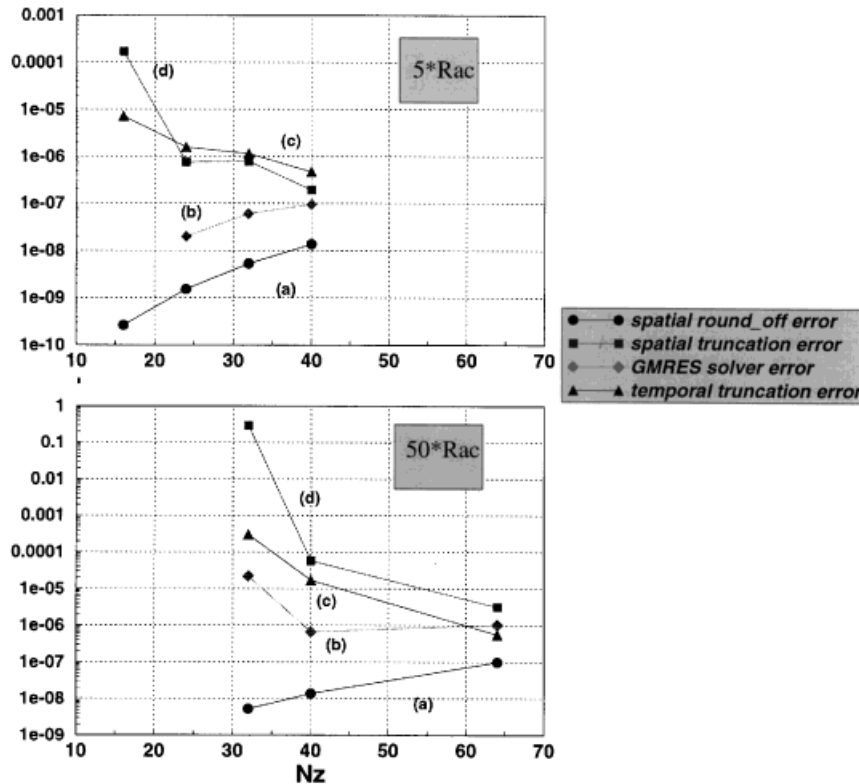 0.001
0.0001
1e-05
1e-06
1e-07
1e-08
1e-09
1e-10
(d)
(c)
(b)
(a)
5*Rac
10 20 30 40 50 60 70
spatial round_off error
spatial truncation error
GMRES solver error
temporal truncation error
1
0.1
0.01
0.001
0.0001
1e-05
1e-06
1e-07
1e-08
1e-09
(d)
(c)
(b)
(a)
50*Rac
10 20 30 40 50 60 70
Nz